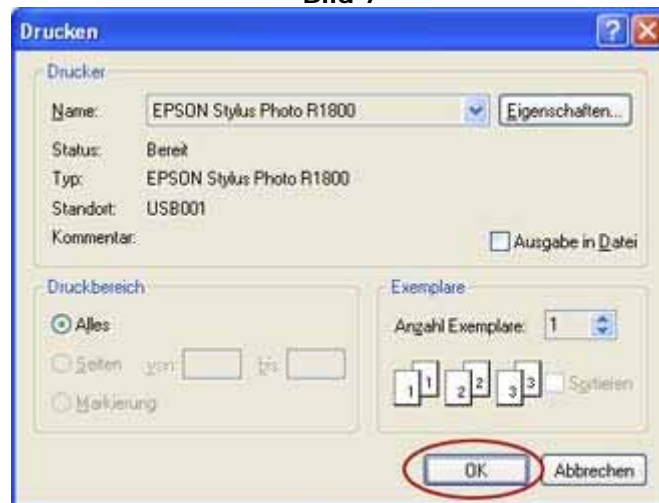 Drucken
Drucker
Name: EPSON Stylus Photo R1800 Eigenschaften...
Status: Bereit
Typ: EPSON Stylus Photo R1800
Standort: USB001
Kommentar: Ausgabe in Datei
Druckbereich
Alles
Seiten von: bis:
Markierung
Exemplare
Anzahl Exemplare: 1
1 1 2 2 3 3 Sortieren
OK Abbrechen